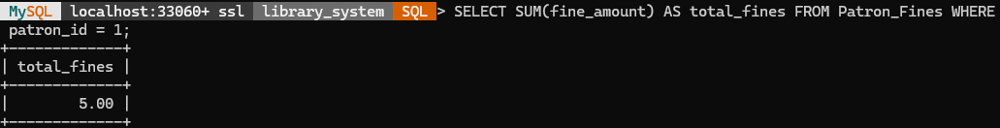 MySQL localhost:33060+ ssl library_system SQL > SELECT SUM(fine_amount) AS total_fines FROM Patron_Fines WHERE
patron_id = 1;
+-------------+
| total_fines |
+-------------+
|        5.00 |
+-------------+